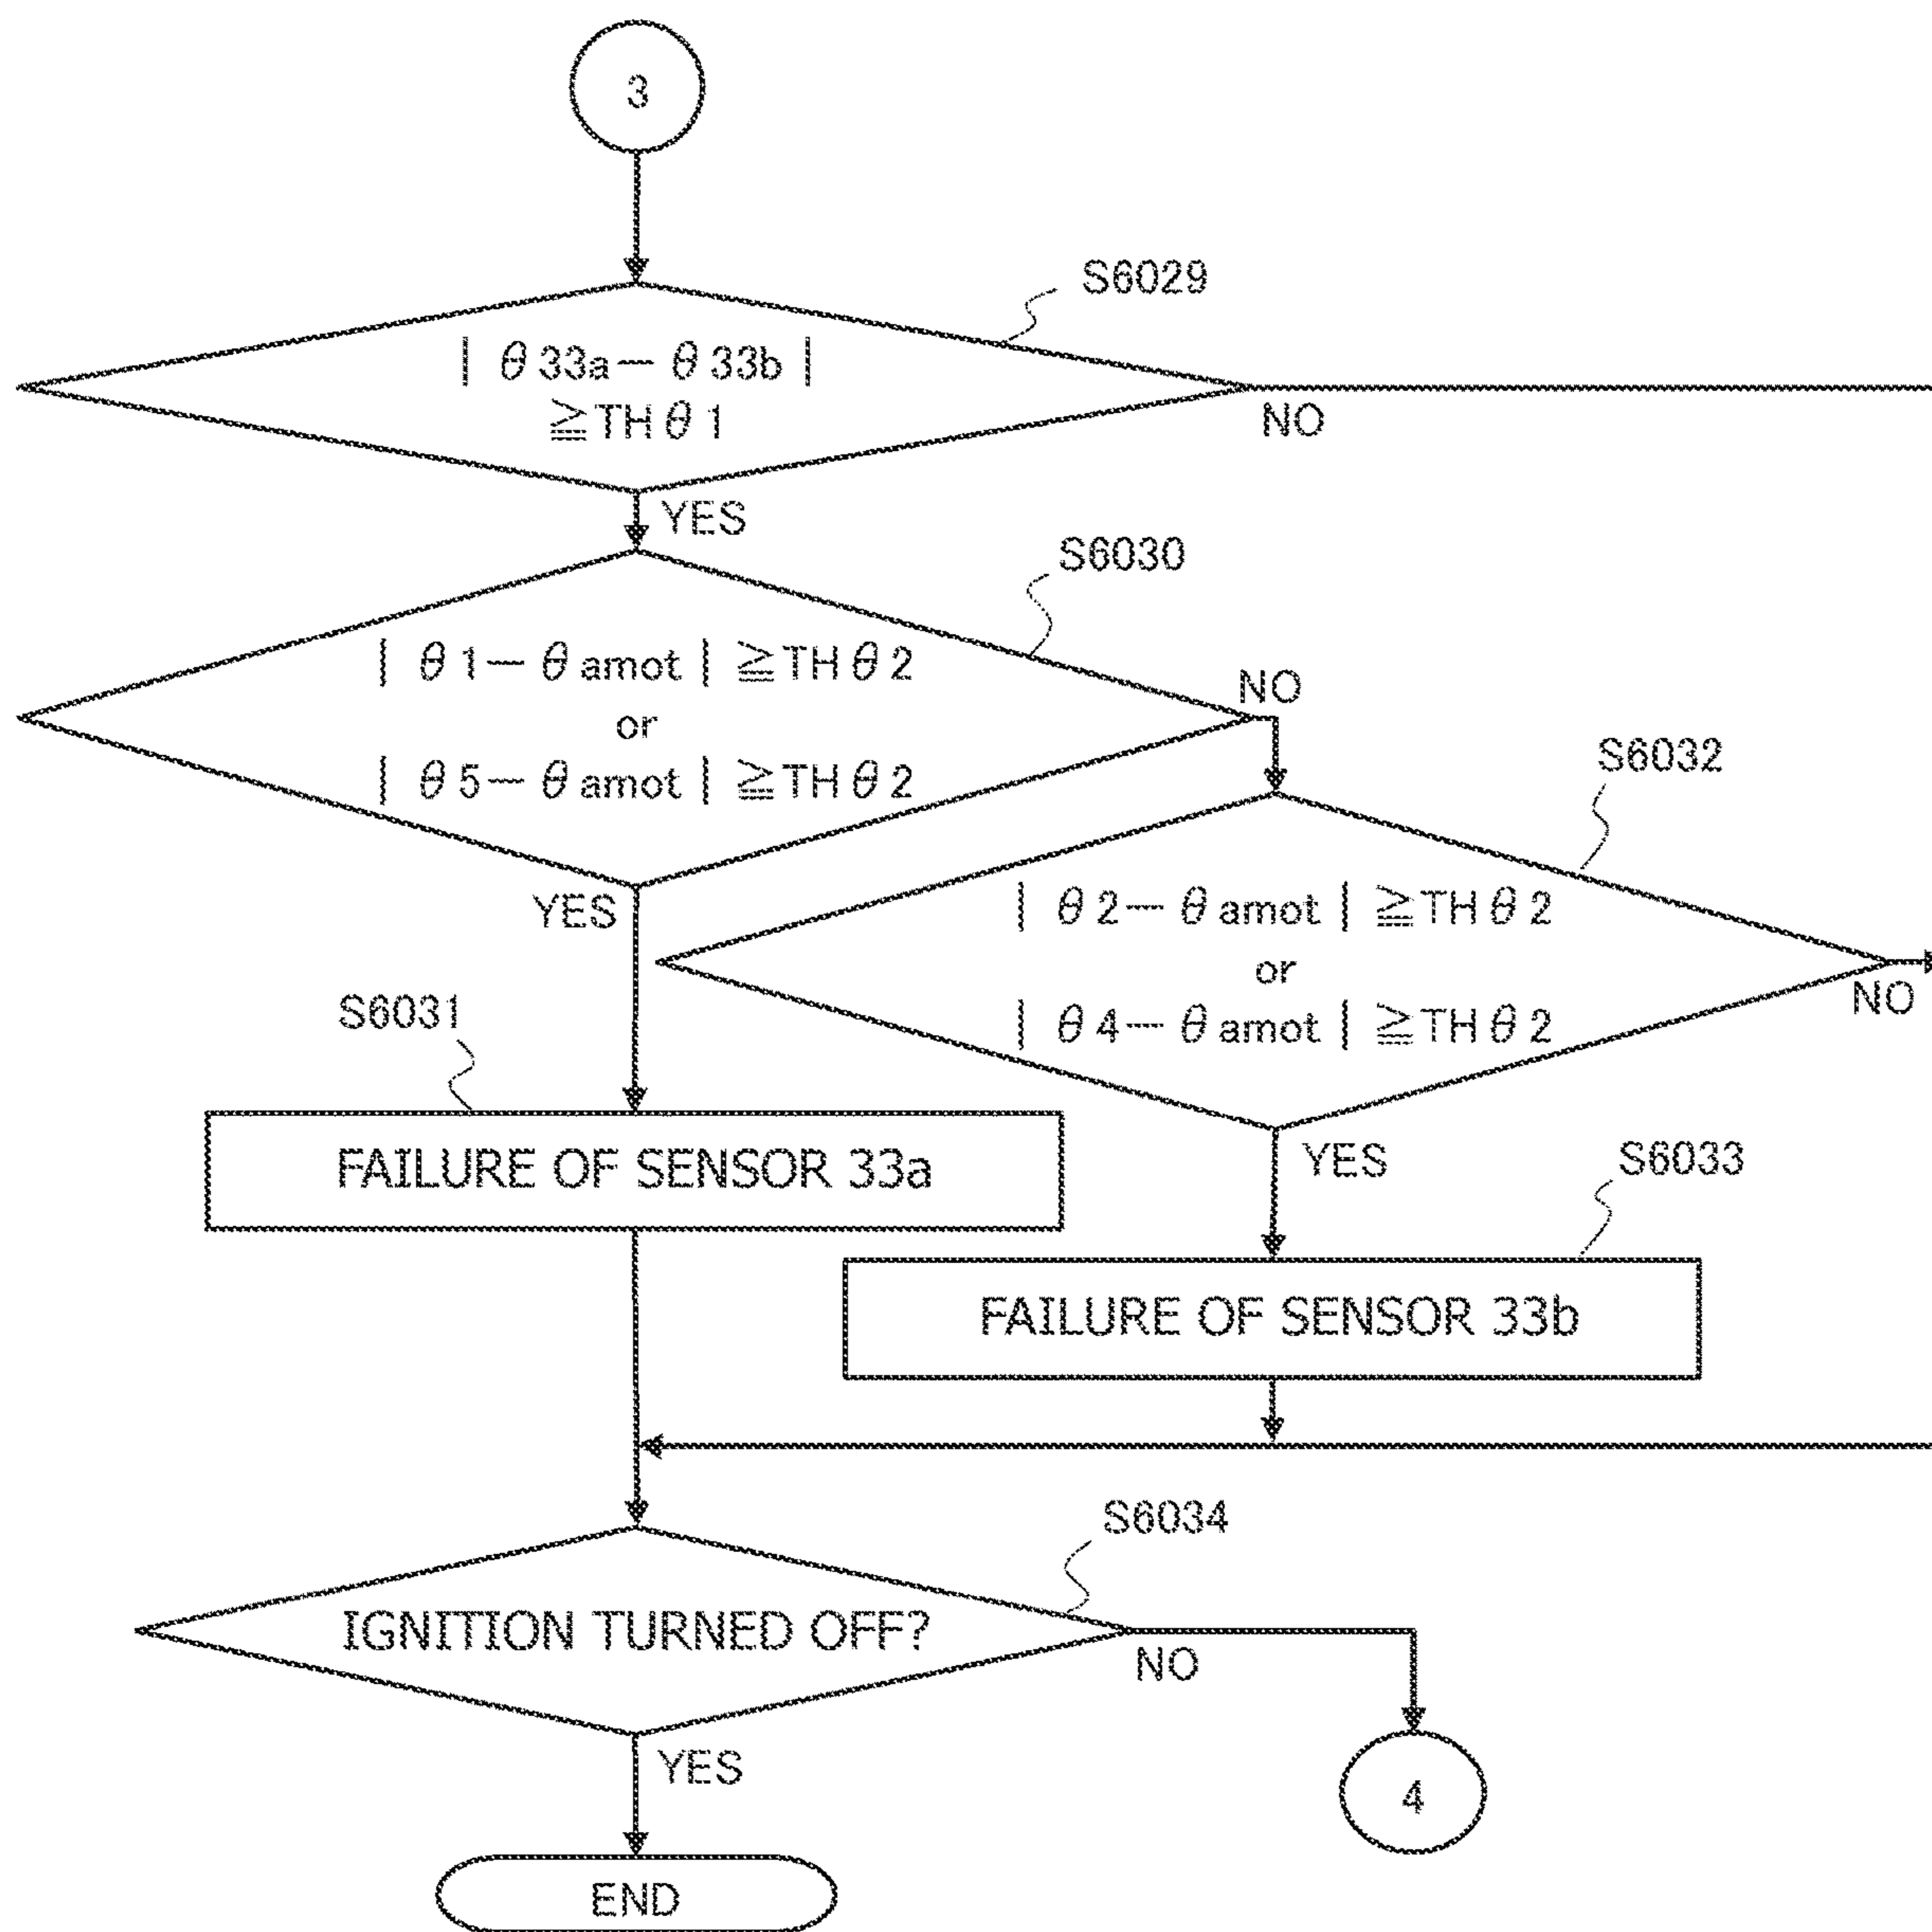 3
S6029
| θ 33a— θ 33b |
≧TH θ 1
NO
YES
S6030
| θ 1— θ amot | ≧TH θ 2
or
| θ 5— θ amot | ≧TH θ 2
NO
YES
S6032
| θ 2— θ amot | ≧TH θ 2
or
| θ 4— θ amot | ≧TH θ 2
NO
YES
S6031
FAILURE OF SENSOR 33a
S6033
FAILURE OF SENSOR 33b
S6034
IGNITION TURNED OFF?
NO
YES
4
END